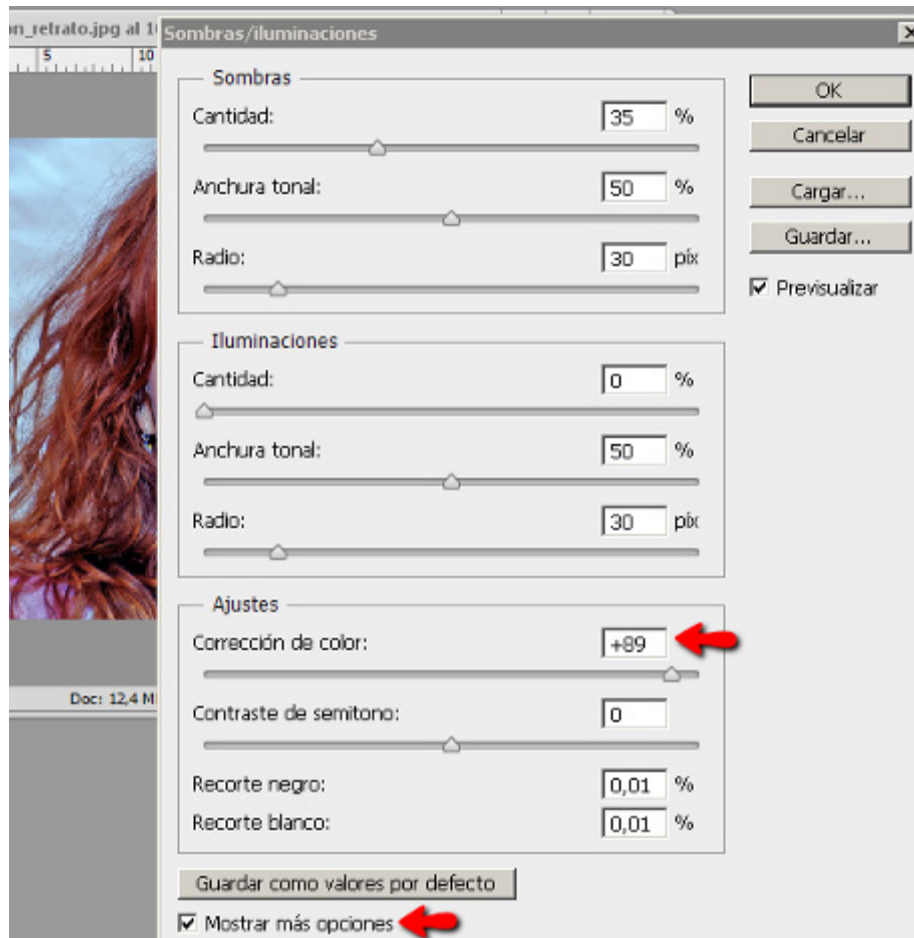 n_retrato.jpg al 1
Sombras/iluminaciones
5 10
Sombras
Cantidad: 35 %
Anchura tonal: 50 %
Radio: 30 píx
Iluminaciones
Cantidad: 0 %
Anchura tonal: 50 %
Radio: 30 píx
Ajustes
Corrección de color: +89
Contraste de semitono: 0
Recorte negro: 0,01 %
Recorte blanco: 0,01 %
Guardar como valores por defecto
Mostrar más opciones
OK
Cancelar
Cargar...
Guardar...
Previsualizar
Doc: 12,4 M